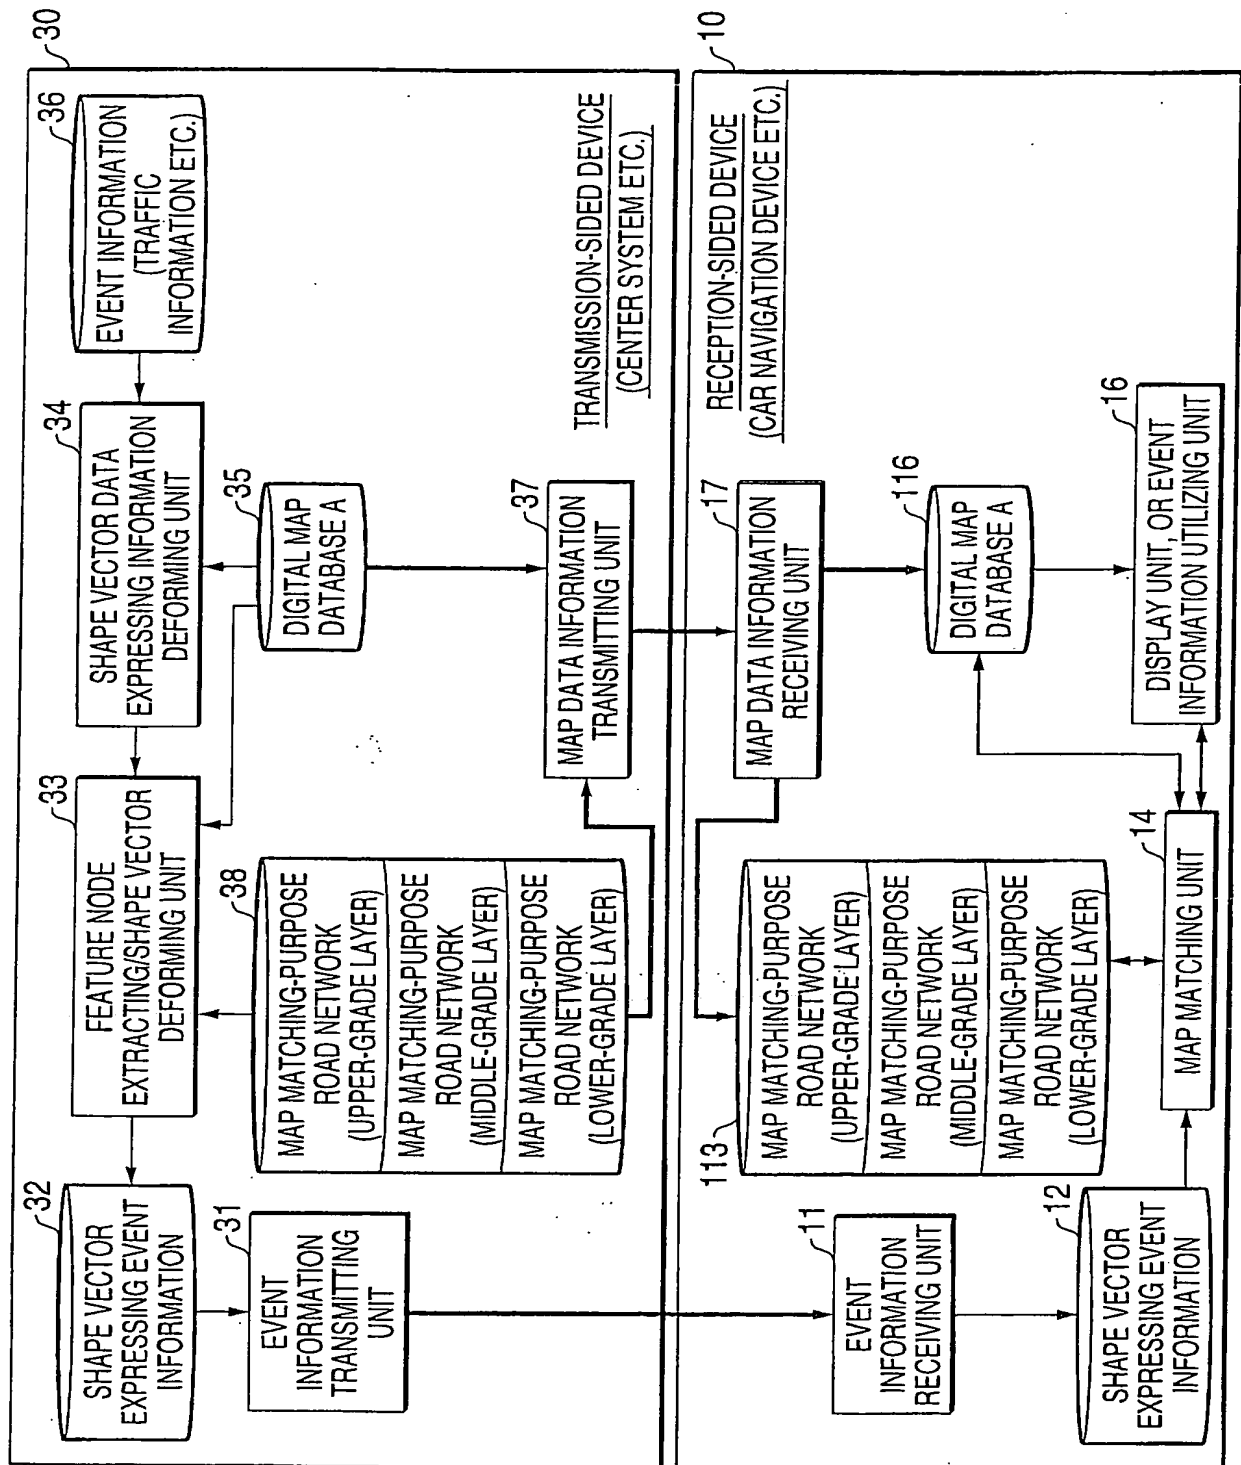 30
36
EVENT INFORMATION
(TRAFFIC
INFORMATION ETC.)
34
SHAPE VECTOR DATA
EXPRESSING INFORMATION
DEFORMING UNIT
33
FEATURE NODE
EXTRACTING/SHAPE VECTOR
DEFORMING UNIT
32
SHAPE VECTOR
EXPRESSING EVENT
INFORMATION
31
EVENT
INFORMATION
TRANSMITTING
UNIT
38
MAP MATCHING-PURPOSE
ROAD NETWORK
(UPPER-GRADE LAYER)
MAP MATCHING-PURPOSE
ROAD NETWORK
(MIDDLE-GRADE LAYER)
MAP MATCHING-PURPOSE
ROAD NETWORK
(LOWER-GRADE LAYER)
35
DIGITAL MAP
DATABASE A
37
MAP DATA INFORMATION
TRANSMITTING UNIT
TRANSMISSION-SIDED DEVICE
(CENTER SYSTEM ETC.)
10
RECEPTION-SIDED DEVICE
(CAR NAVIGATION DEVICE ETC.)
17
MAP DATA INFORMATION
RECEIVING UNIT
116
DIGITAL MAP
DATABASE A
16
DISPLAY UNIT, OR EVENT
INFORMATION UTILIZING UNIT
113
MAP MATCHING-PURPOSE
ROAD NETWORK
(UPPER-GRADE LAYER)
MAP MATCHING-PURPOSE
ROAD NETWORK
(MIDDLE-GRADE LAYER)
MAP MATCHING-PURPOSE
ROAD NETWORK
(LOWER-GRADE LAYER)
14
MAP MATCHING UNIT
11
EVENT
INFORMATION
RECEIVING UNIT
12
SHAPE VECTOR
EXPRESSING EVENT
INFORMATION